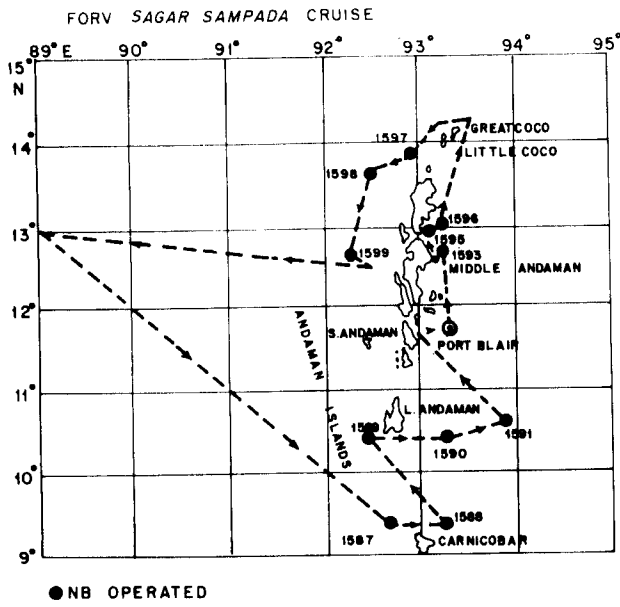 FORV SAGAR SAMPADA CRUISE
89°E 90° 91° 92° 93° 94° 95°
15°
N
1597
GREATCOCO
14°
LITTLE COCO
1598
1596
13°
1595
1599
1593
MIDDLE ANDAMAN
12°
S.ANDAMAN
PORT BLAIR
ANDAMAN ISLANDS
11°
L.ANDAMAN
1589
1591
1590
10°
1588
1587
CARNICOBAR
9°
NB OPERATED